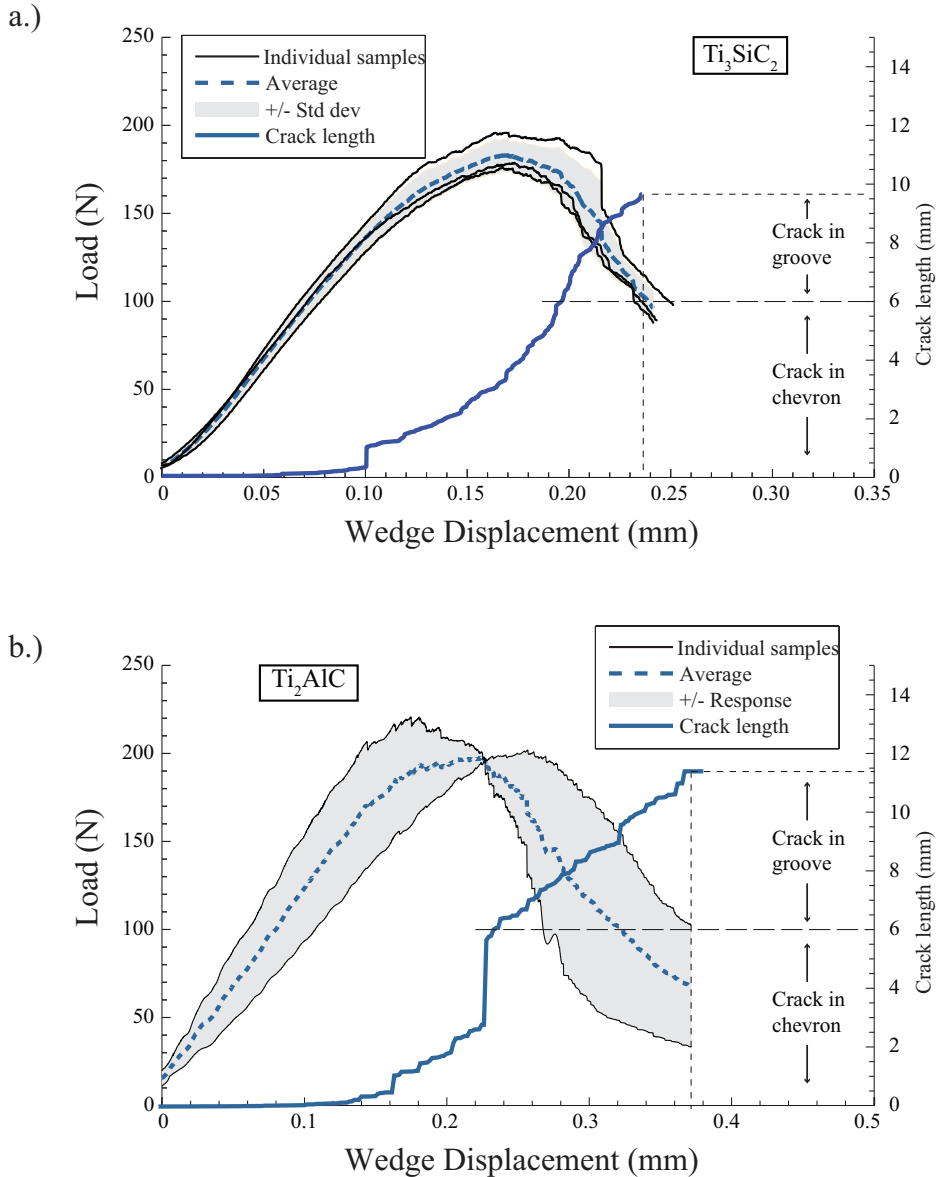 a.)
250
200
150
100
50
0
Load (N)
Individual samples
Average
+/- Std dev
Crack length
Ti₃SiC₂
14
12
10
8
6
4
2
0
Crack length (mm)
Crack in
groove
Crack in
chevron
0
0.05
0.10
0.15
0.20
0.25
0.30
0.35
Wedge Displacement (mm)
b.)
250
200
150
100
50
0
Load (N)
Ti₂AlC
Individual samples
Average
+/- Response
Crack length
14
12
10
8
6
4
2
0
Crack length (mm)
Crack in
groove
Crack in
chevron
0
0.1
0.2
0.3
0.4
0.5
Wedge Displacement (mm)